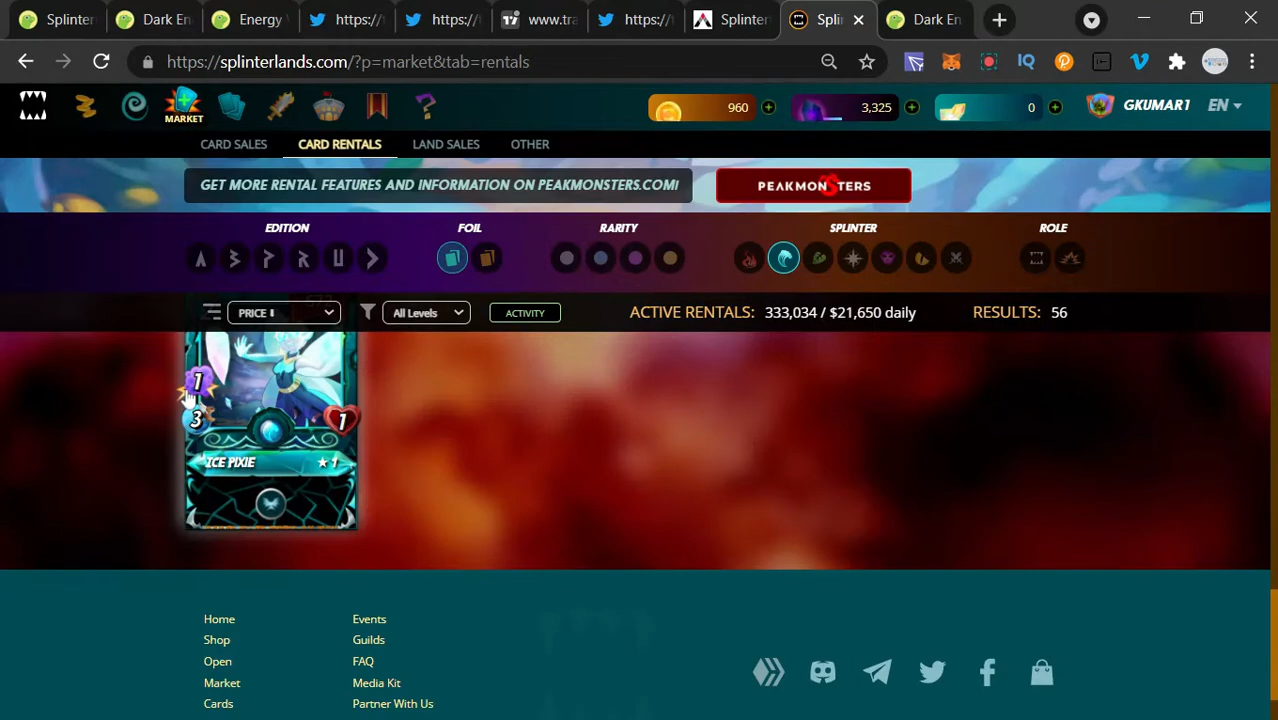 Splinter
Dark En
Energy
https://
https://
www.tra
https://
Splinter
Splin
Dark En
https://splinterlands.com/?p=market&tab=rentals
MARKET
960
3,325
0
GKUMAR1
EN
CARD SALES
CARD RENTALS
LAND SALES
OTHER
GET MORE RENTAL FEATURES AND INFORMATION ON PEAKMONSTERS.COM!
PEAKMONSTERS
EDITION
FOIL
RARITY
SPLINTER
ROLE
PRICE
All Levels
ACTIVITY
ACTIVE RENTALS: 333,034 / $21,650 daily
RESULTS: 56
1
3
1
ICE PIXIE
★ 1
Home
Events
Shop
Guilds
Open
FAQ
Market
Media Kit
Cards
Partner With Us